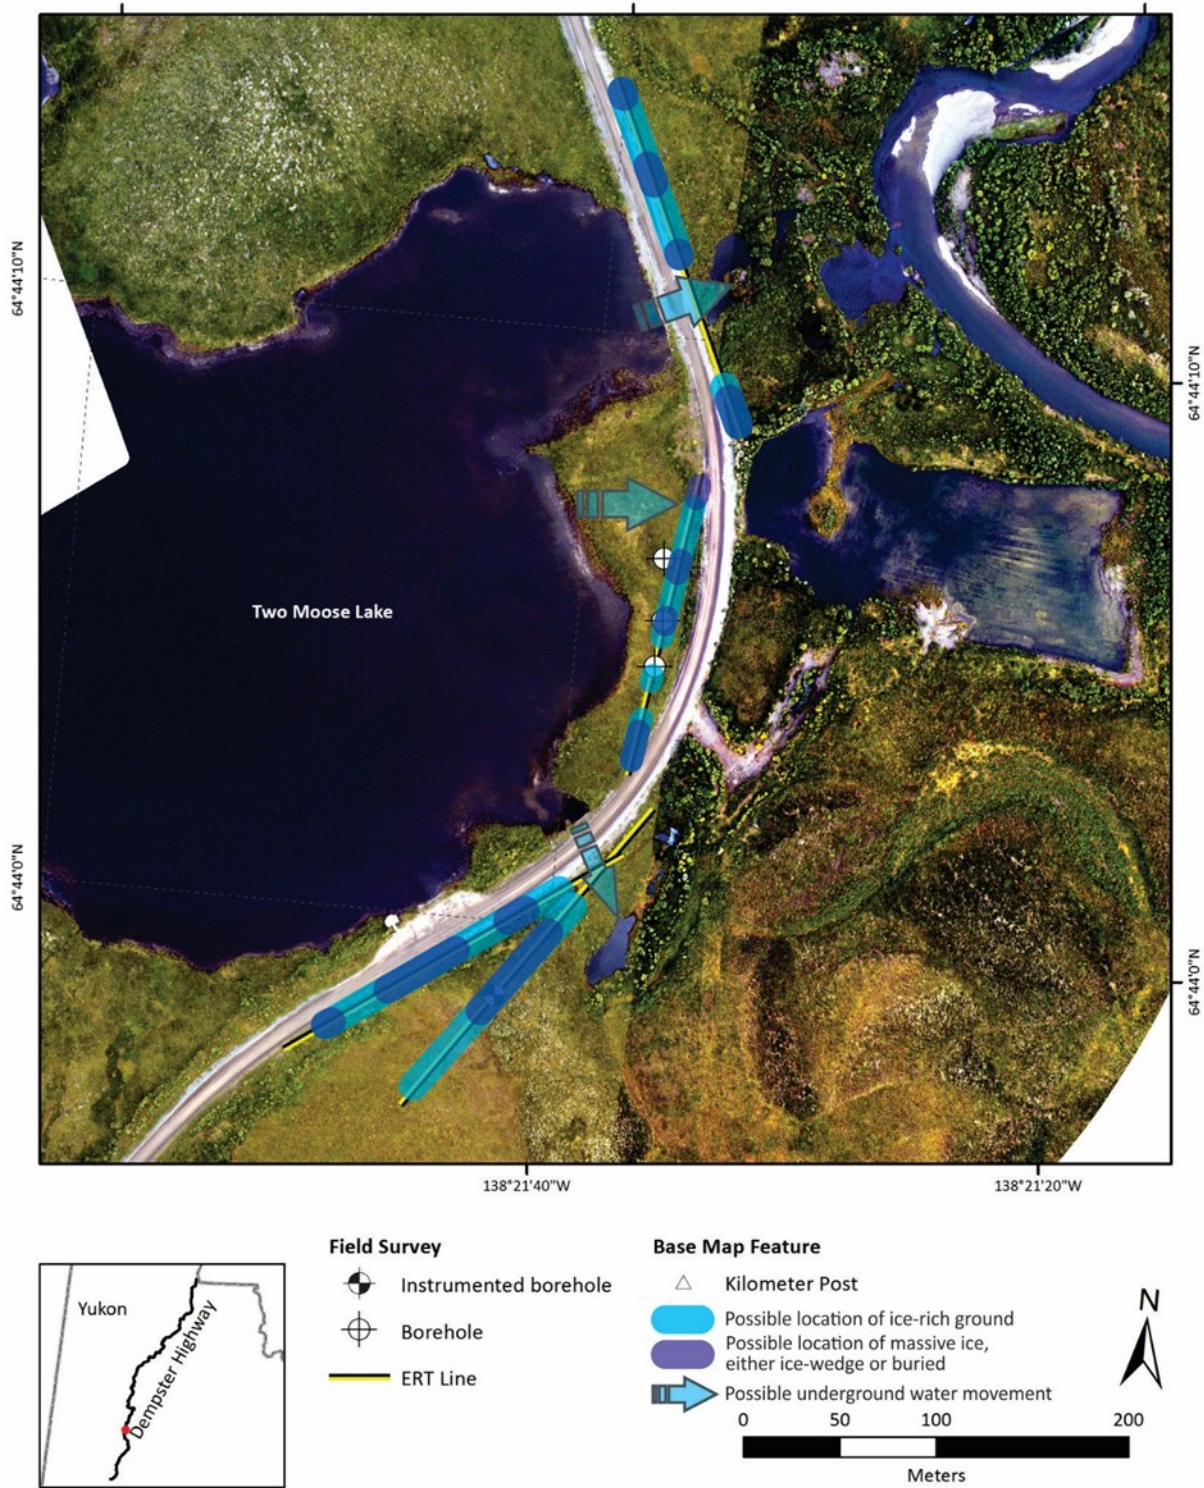 64°44'10"N
64°44'10"N
Two Moose Lake
64°44'0"N
64°44'0"N
138°21'40"W
138°21'20"W
Yukon
Dempster Highway
Field Survey
Instrumented borehole
Borehole
ERT Line
Base Map Feature
Kilometer Post
Possible location of ice-rich ground
Possible location of massive ice,
either ice-wedge or buried
Possible underground water movement
N
0 50 100 200
Meters